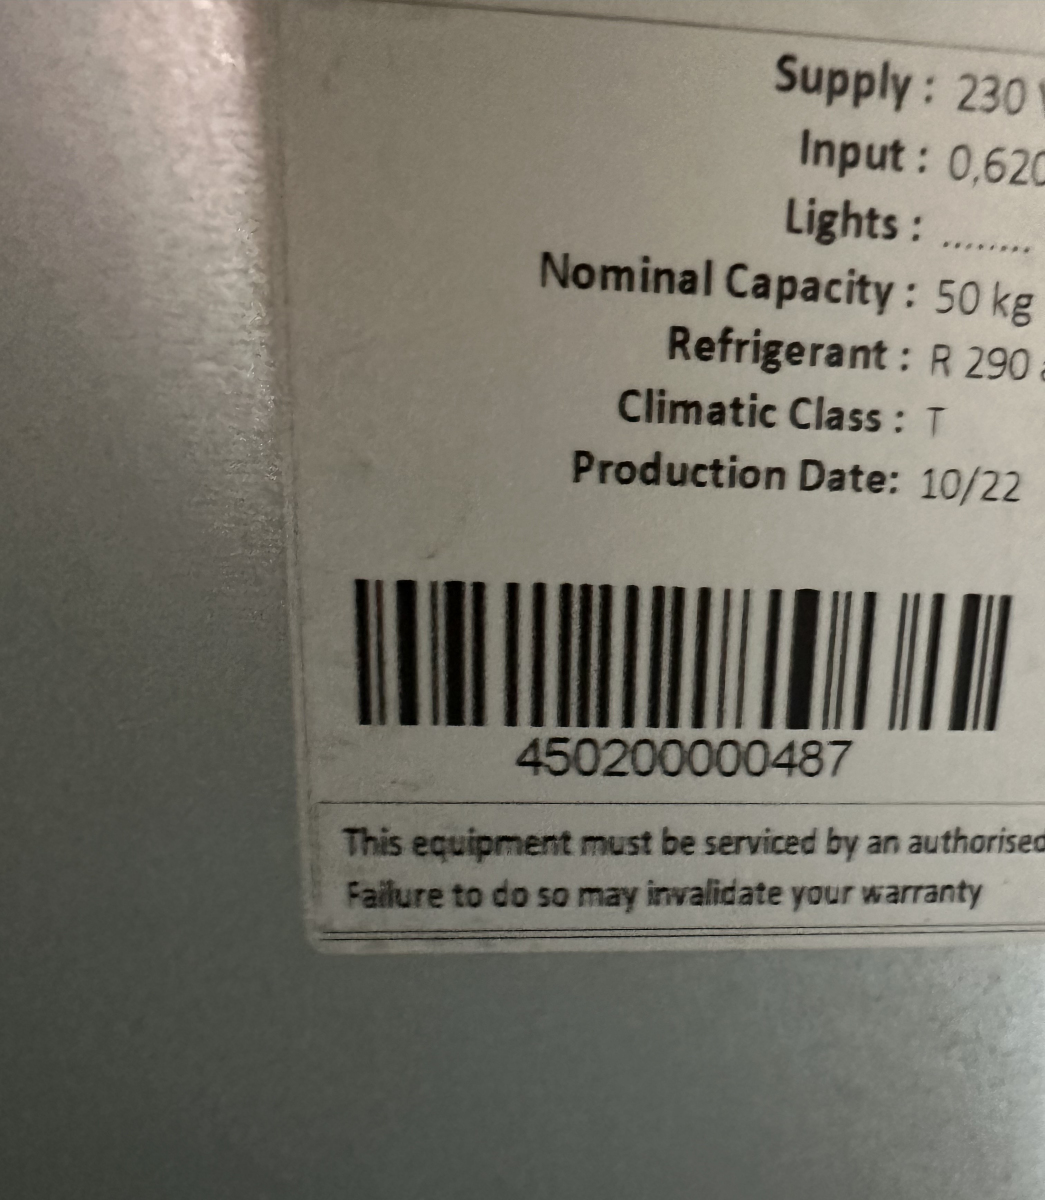 Supply : 230
Input : 0,620
Lights : ........
Nominal Capacity : 50 kg
Refrigerant : R 290
Climatic Class : T
Production Date: 10/22
450200000487
This equipment must be serviced by an authorised
Failure to do so may invalidate your warranty